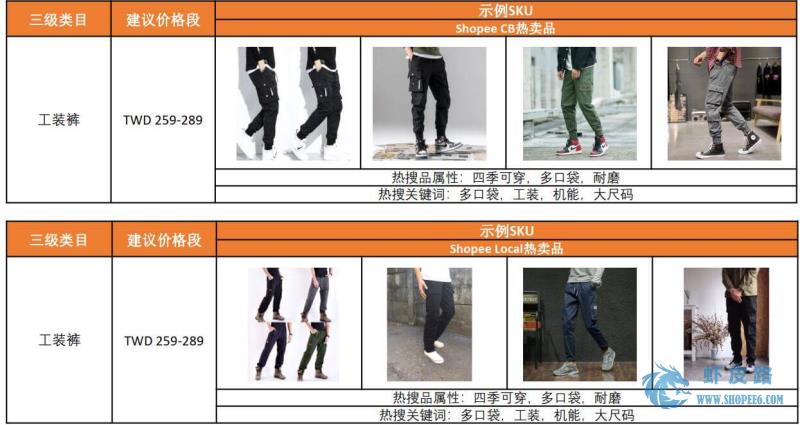 三级类目
建议价格段
示例SKU
Shopee CB热卖品
工装裤
TWD 259-289
热搜品属性：四季可穿，多口袋，耐磨
热搜关键词：多口袋，工装，机能，大尺码
三级类目
建议价格段
示例SKU
Shopee Local热卖品
工装裤
TWD 259-289
热搜品属性：四季可穿，多口袋，耐磨
热搜关键词：多口袋，工装，机能，大尺码
虾皮路
WWW.SHOPEE6.COM